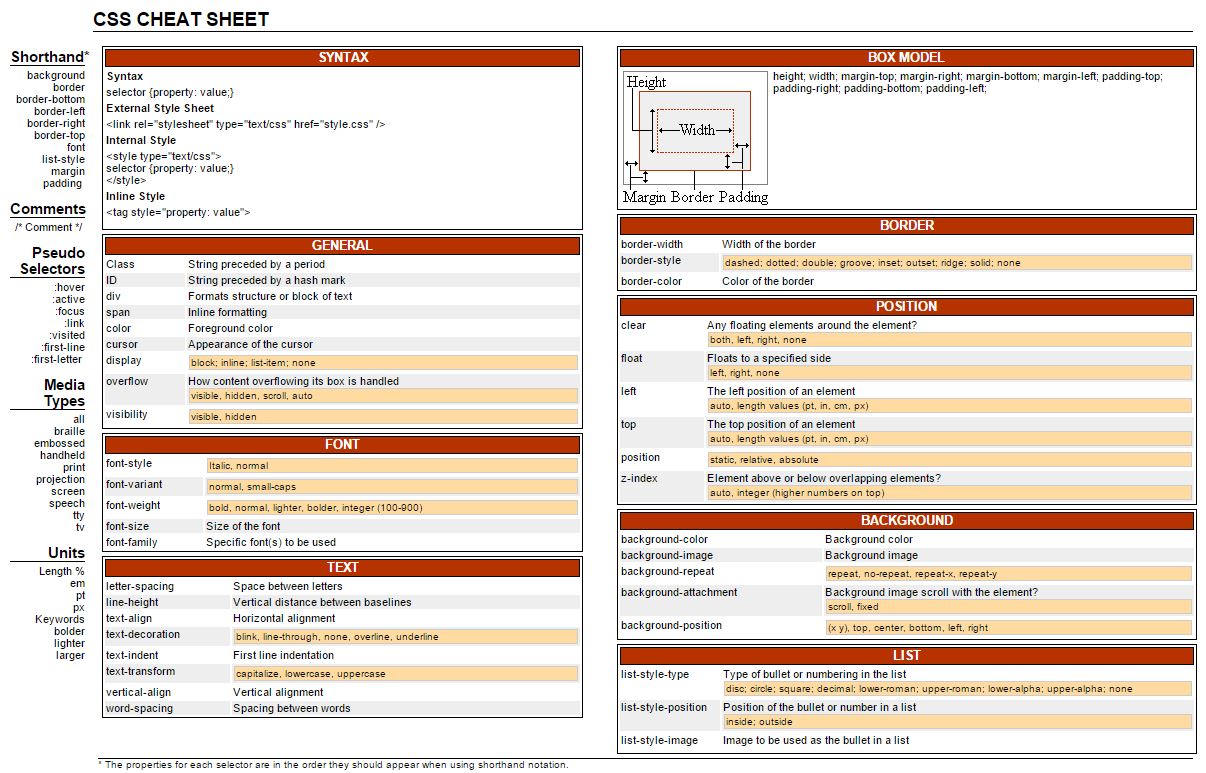 CSS CHEAT SHEET
Shorthand*
background
border
border-bottom
border-left
border-right
border-top
font
list-style
margin
padding
Comments
/* Comment */
Pseudo
Selectors
:hover
:active
:focus
:link
:visited
:first-line
:first-letter
Media
Types
all
braille
embossed
handheld
print
projection
screen
speech
tty
tv
Units
Length %
em
pt
px
Keywords
bolder
lighter
larger
SYNTAX
Syntax
selector {property: value;}
External Style Sheet
<link rel="stylesheet" type="text/css" href="style.css" />
Internal Style
<style type="text/css">
selector {property: value;}
</style>
Inline Style
<tag style="property: value">
GENERAL
Class String preceded by a period
ID String preceded by a hash mark
div Formats structure or block of text
span Inline formatting
color Foreground color
cursor Appearance of the cursor
display block; inline; list-item; none
overflow How content overflowing its box is handled
visible, hidden, scroll, auto
visibility visible, hidden
FONT
font-style Italic, normal
font-variant normal, small-caps
font-weight bold, normal, lighter, bolder, integer (100-900)
font-size Size of the font
font-family Specific font(s) to be used
TEXT
letter-spacing Space between letters
line-height Vertical distance between baselines
text-align Horizontal alignment
text-decoration blink, line-through, none, overline, underline
text-indent First line indentation
text-transform capitalize, lowercase, uppercase
vertical-align Vertical alignment
word-spacing Spacing between words
BOX MODEL
Height
Width
Margin Border Padding
height; width; margin-top; margin-right; margin-bottom; margin-left; padding-top;
padding-right; padding-bottom; padding-left;
BORDER
border-width Width of the border
border-style dashed; dotted; double; groove; inset; outset; ridge; solid; none
border-color Color of the border
POSITION
clear Any floating elements around the element?
both, left, right, none
float Floats to a specified side
left, right, none
left The left position of an element
auto, length values (pt, in, cm, px)
top The top position of an element
auto, length values (pt, in, cm, px)
position static, relative, absolute
z-index Element above or below overlapping elements?
auto, integer (higher numbers on top)
BACKGROUND
background-color Background color
background-image Background image
background-repeat repeat, no-repeat, repeat-x, repeat-y
background-attachment Background image scroll with the element?
scroll, fixed
background-position (x y), top, center, bottom, left, right
LIST
list-style-type Type of bullet or numbering in the list
disc; circle; square; decimal; lower-roman; upper-roman; lower-alpha; upper-alpha; none
list-style-position Position of the bullet or number in a list
inside; outside
list-style-image Image to be used as the bullet in a list
* The properties for each selector are in the order they should appear when using shorthand notation.